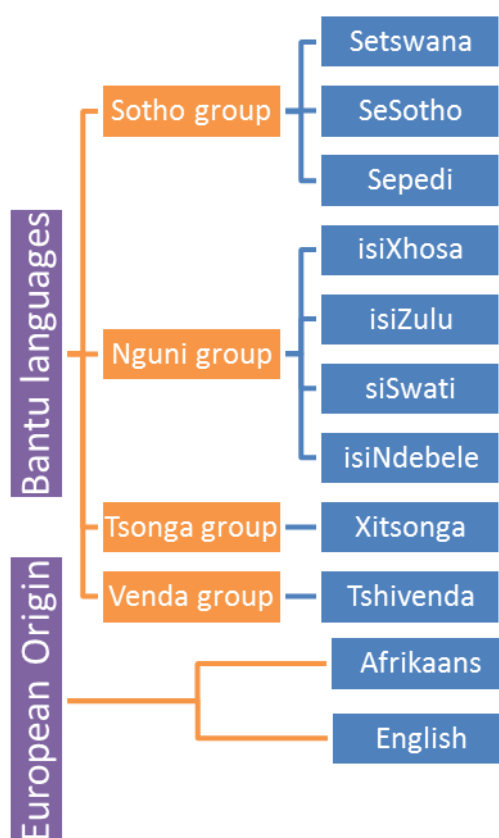 Bantu languages
Sotho group
Setswana
SeSotho
Sepedi
Nguni group
isiXhosa
isiZulu
siSwati
isiNdebele
Tsonga group
Xitsonga
Venda group
Tshivenda
European Origin
Afrikaans
English